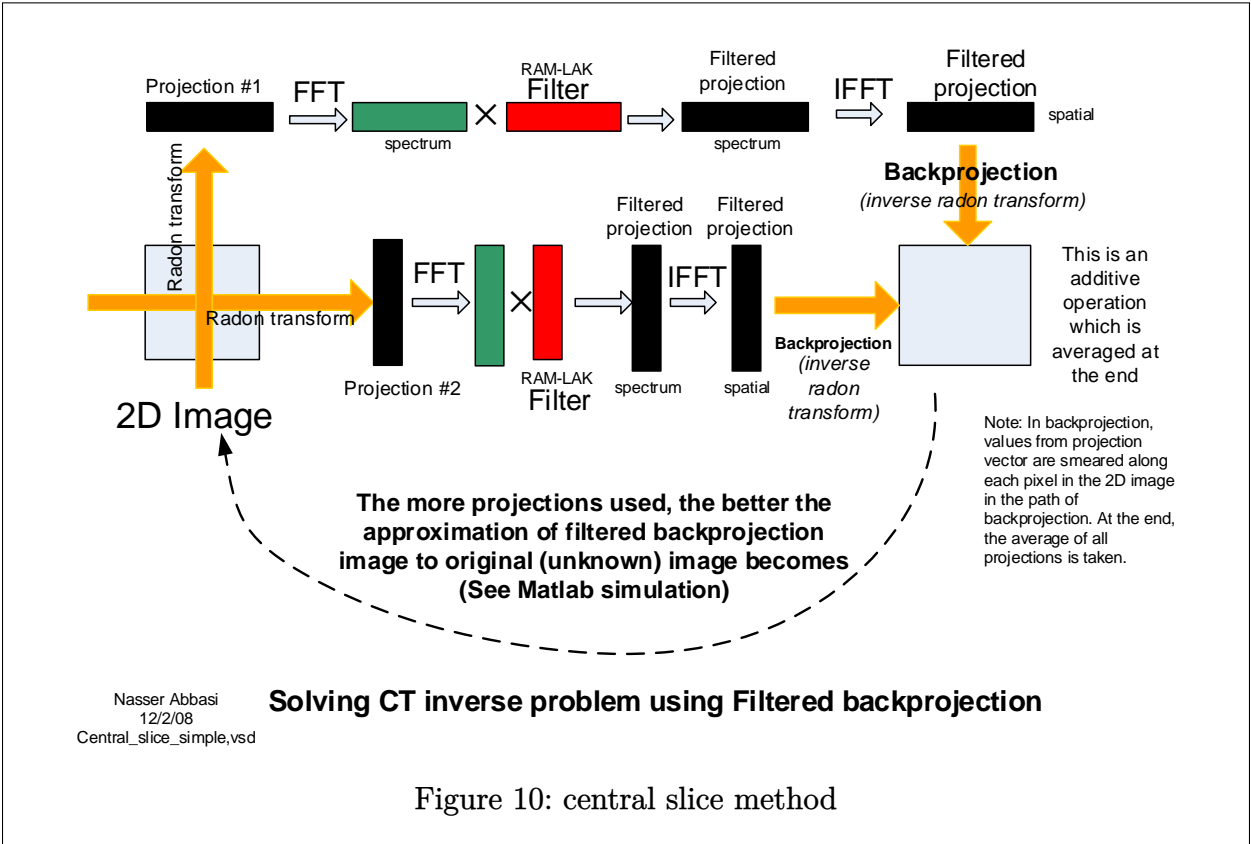 Projection #1
FFT
spectrum
RAM-LAK
Filter
Filtered
projection
spectrum
IFFT
Filtered
projection
spatial
Radon transform
Backprojection
(inverse radon transform)
Radon transform
Projection #2
FFT
RAM-LAK
Filter
Filtered
projection
spectrum
IFFT
Filtered
projection
spatial
Backprojection
(inverse
radon
transform)
This is an
additive
operation
which is
averaged at
the end
2D Image
Note: In backprojection,
values from projection
vector are smeared along
each pixel in the 2D image
in the path of
backprojection. At the end,
the average of all
projections is taken.
The more projections used, the better the
approximation of filtered backprojection
image to original (unknown) image becomes
(See Matlab simulation)
Nasser Abbasi
12/2/08
Central_slice_simple,vsd
Solving CT inverse problem using Filtered backprojection
Figure 10: central slice method